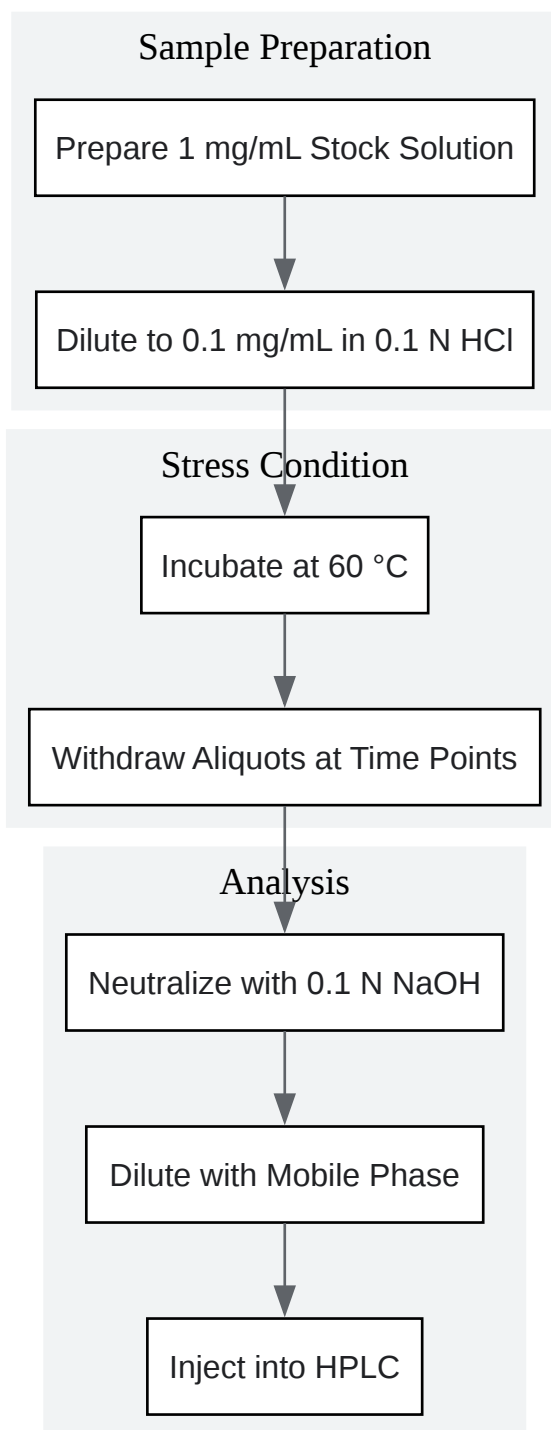 Sample Preparation
Prepare 1 mg/mL Stock Solution
Dilute to 0.1 mg/mL in 0.1 N HCl
Stress Condition
Incubate at 60 °C
Withdraw Aliquots at Time Points
Analysis
Neutralize with 0.1 N NaOH
Dilute with Mobile Phase
Inject into HPLC